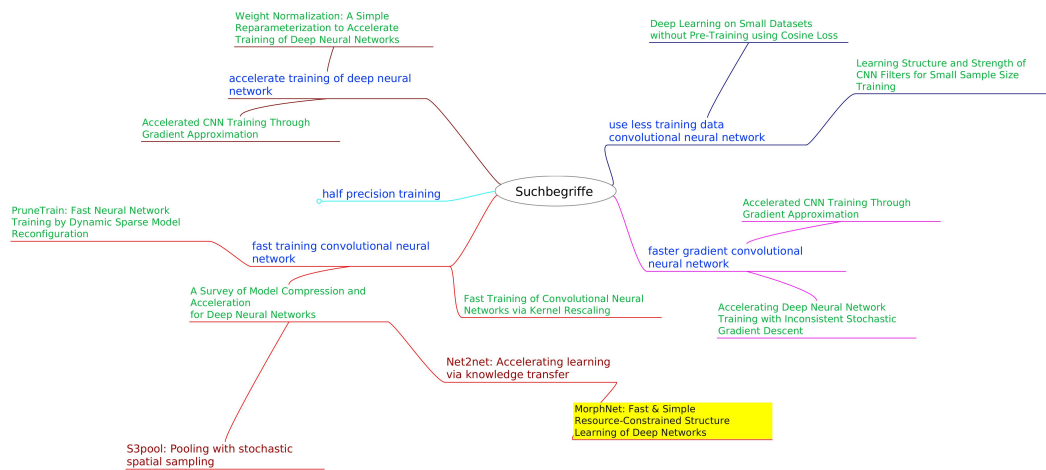 Weight Normalization: A Simple
Reparameterization to Accelerate
Training of Deep Neural Networks
accelerate training of deep neural
network
Accelerated CNN Training Through
Gradient Approximation
half precision training
PruneTrain: Fast Neural Network
Training by Dynamic Sparse Model
Reconfiguration
fast training convolutional neural
network
A Survey of Model Compression and
Acceleration
for Deep Neural Networks
Fast Training of Convolutional Neural
Networks via Kernel Rescaling
Net2net: Accelerating learning
via knowledge transfer
MorphNet: Fast & Simple
Resource-Constrained Structure
Learning of Deep Networks
S3pool: Pooling with stochastic
spatial sampling
Suchbegriffe
Deep Learning on Small Datasets
without Pre-Training using Cosine Loss
Learning Structure and Strength of
CNN Filters for Small Sample Size
Training
use less training data
convolutional neural network
Accelerated CNN Training Through
Gradient Approximation
faster gradient convolutional
neural network
Accelerating Deep Neural Network
Training with Inconsistent Stochastic
Gradient Descent